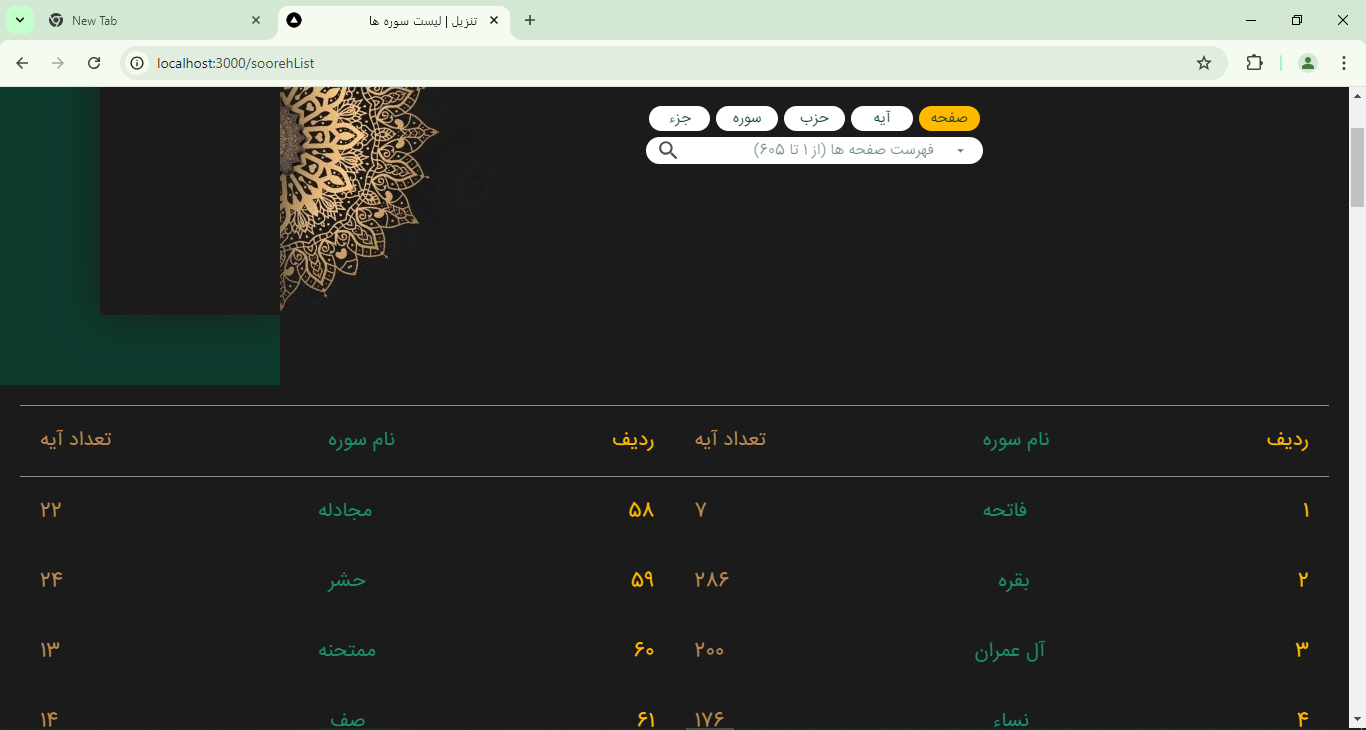 New Tab
تنزیل | لیست سوره ها
localhost:3000/soorehList
صفحه آیه حزب سوره جزء
فهرست صفحه ها (از ۱ تا ۶۰۵)
ردیف نام سوره تعداد آیه ردیف نام سوره تعداد آیه
۱ فاتحه ۷ ۵۸ مجادله ۲۲
۲ بقره ۲۸۶ ۵۹ حشر ۲۴
۳ آل عمران ۲۰۰ ۶۰ ممتحنه ۱۳
۴ نساء ۱۷۶ ۶۱ صف ۱۴